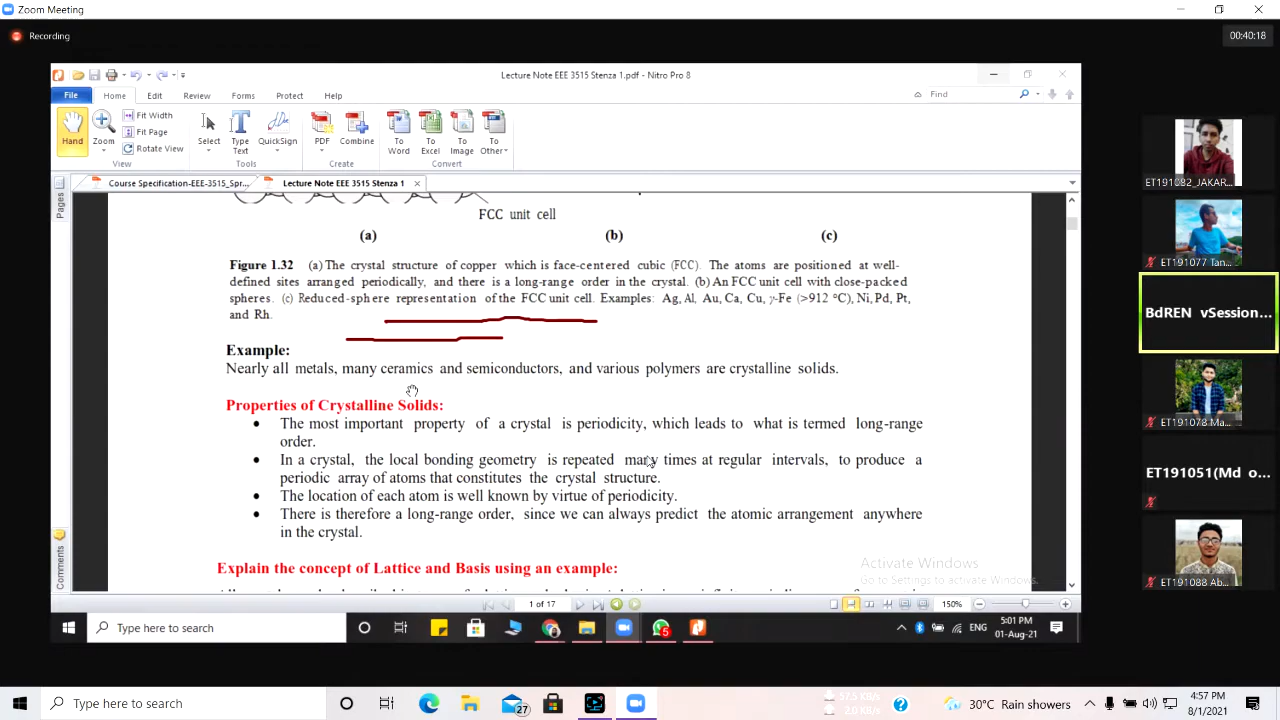 Zoom Meeting
Recording
00:40:18
Lecture Note EEE 3515 Stenza 1.pdf - Nitro Pro 8
File Home Edit Review Forms Protect Help
Find
Hand
Zoom
Fit Width
Fit Page
Rotate View
View
Select
Type Text
QuickSign
Tools
PDF
Combine
Create
To Word
To Excel
To Image
To Other
Convert
Course Specification-EEE-3515_Spr...
Lecture Note EEE 3515 Stenza 1
Pages
FCC unit cell
(a) (b) (c)
Figure 1.32 (a) The crystal structure of copper which is face-centered cubic (FCC). The atoms are positioned at well-
defined sites arranged periodically, and there is a long-range order in the crystal. (b) An FCC unit cell with close-packed
spheres. (c) Reduced-sphere representation of the FCC unit cell. Examples: Ag, Al, Au, Ca, Cu, γ-Fe (>912 °C), Ni, Pd, Pt,
and Rh.
Example:
Nearly all metals, many ceramics and semiconductors, and various polymers are crystalline solids.
Properties of Crystalline Solids:
• The most important property of a crystal is periodicity, which leads to what is termed long-range
order.
• In a crystal, the local bonding geometry is repeated many times at regular intervals, to produce a
periodic array of atoms that constitutes the crystal structure.
• The location of each atom is well known by virtue of periodicity.
• There is therefore a long-range order, since we can always predict the atomic arrangement anywhere
in the crystal.
Explain the concept of Lattice and Basis using an example:
Comments
Activate Windows
Go to Settings to activate Windows.
1 of 17
150%
Type here to search
5
ENG
5:01 PM
01-Aug-21
ET191082_JAKAR...
ET191077 Tan...
BdREN vSession...
ET191078 Ma...
ET191051(Md o...
ET191088 Ab...
Type here to search
27
57.5 KB/s
2.0 KB/s
30°C Rain showers
4:57 PM
8/1/2021